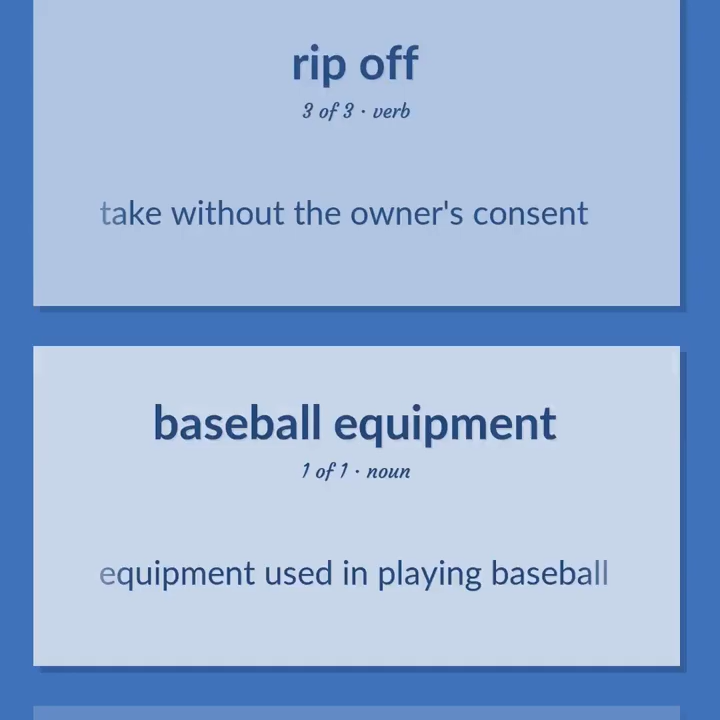 rip off
3 of 3 · verb
take without the owner's consent
baseball equipment
1 of 1 · noun
equipment used in playing baseball